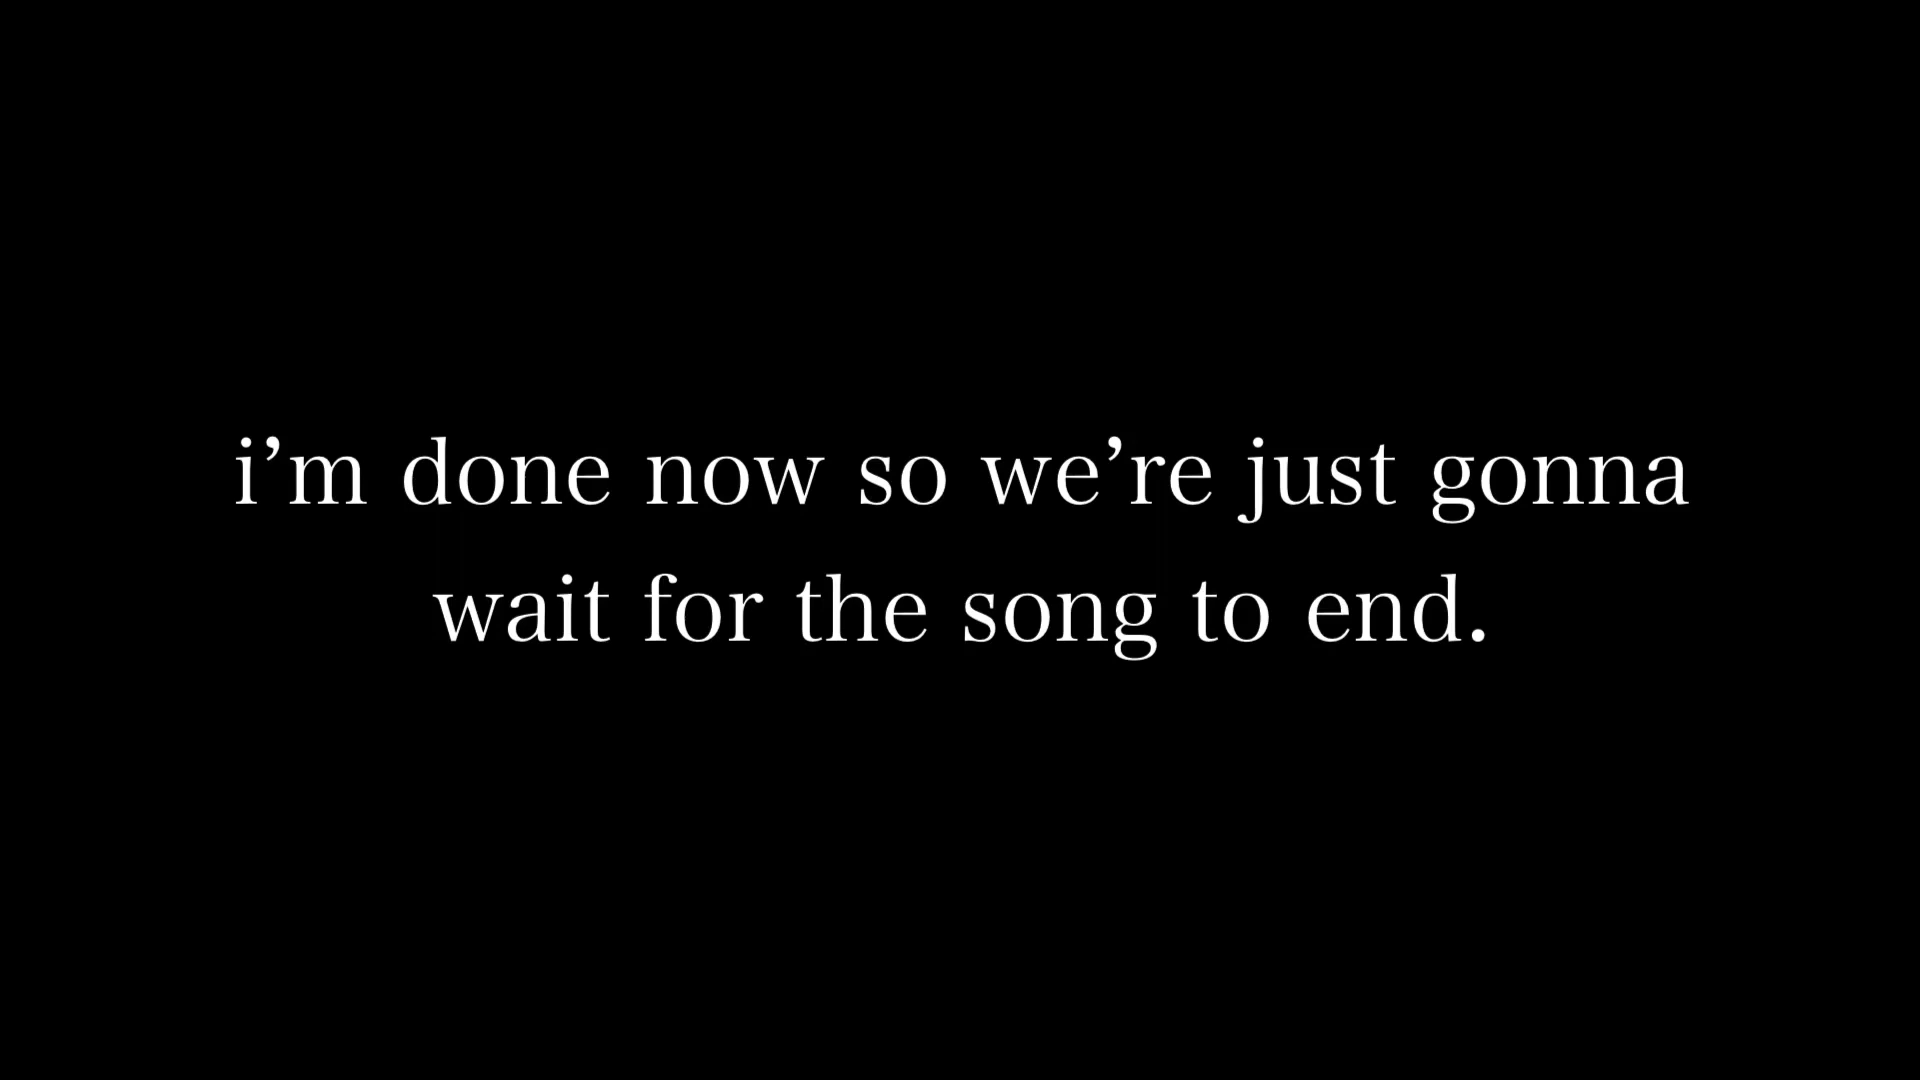 i’m done now so we’re just gonna
wait for the song to end.